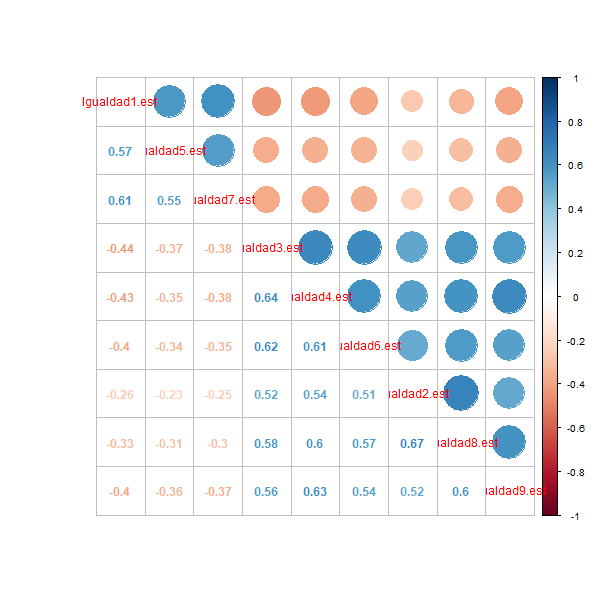 Igualdad1.est
0.57 ualdad5.est
0.61 0.55 ualdad7.est
-0.44 -0.37 -0.38 ualdad3.est
-0.43 -0.35 -0.38 0.64 ualdad4.est
-0.4 -0.34 -0.35 0.62 0.61 ualdad6.est
-0.26 -0.23 -0.25 0.52 0.54 0.51 ualdad2.est
-0.33 -0.31 -0.3 0.58 0.6 0.57 0.67 ualdad8.est
-0.4 -0.36 -0.37 0.56 0.63 0.54 0.52 0.6 ualdad9.est
1
0.8
0.6
0.4
0.2
0
-0.2
-0.4
-0.6
-0.8
-1